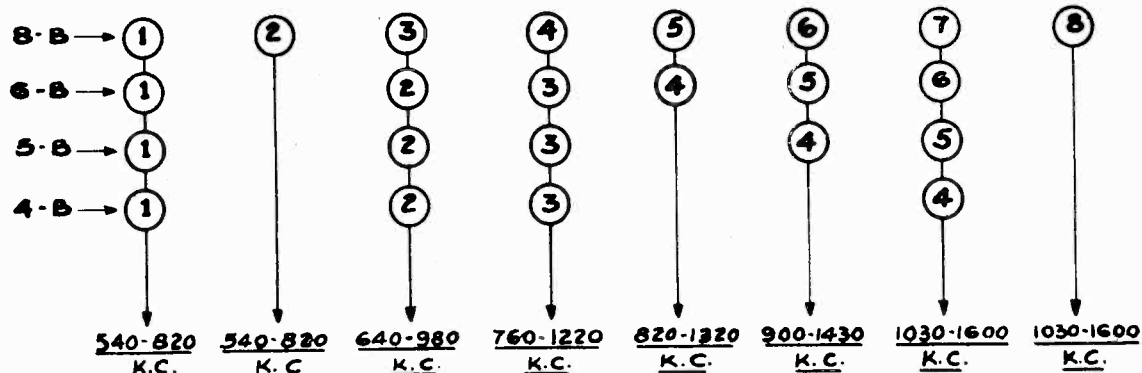 8-B 1 2 3 4 5 6 7 8
6-B 1 2 3 4 5 6
5-B 1 2 3 4 5
4-B 1 2 3 4
540-820 540-820 640-980 760-1220 820-1320 900-1430 1030-1600 1030-1600
K.C. K.C K.C. K.C. K.C. K.C. K.C. K.C.